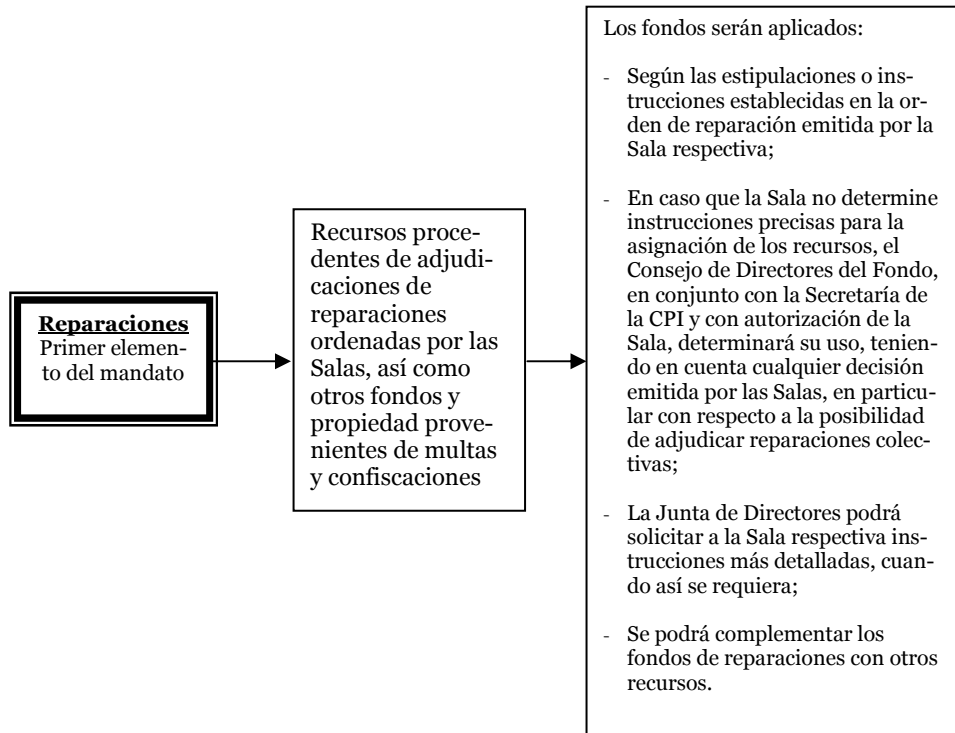 Reparaciones
Primer elemen-
to del mandato
Recursos proce-
dentes de adjudi-
caciones de
reparaciones
ordenadas por las
Salas, así como
otros fondos y
propiedad prove-
nientes de multas
y confiscaciones
Los fondos serán aplicados:
- Según las estipulaciones o ins-
trucciones establecidas en la or-
den de reparación emitida por la
Sala respectiva;
- En caso que la Sala no determine
instrucciones precisas para la
asignación de los recursos, el
Consejo de Directores del Fondo,
en conjunto con la Secretaría de
la CPI y con autorización de la
Sala, determinará su uso, tenien-
do en cuenta cualquier decisión
emitida por las Salas, en particu-
lar con respecto a la posibilidad
de adjudicar reparaciones colec-
tivas;
- La Junta de Directores podrá
solicitar a la Sala respectiva ins-
trucciones más detalladas, cuan-
do así se requiera;
- Se podrá complementar los
fondos de reparaciones con otros
recursos.